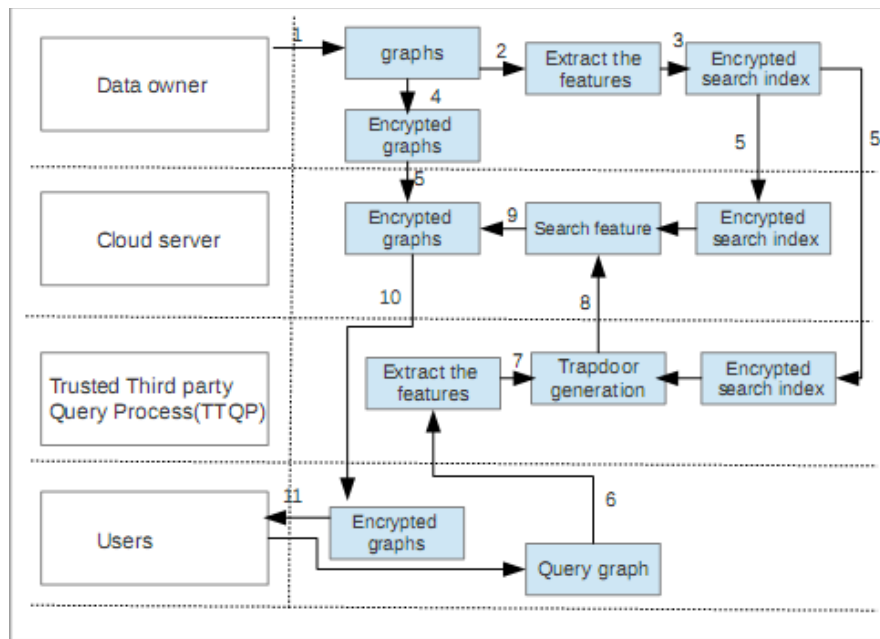 1
graphs
2
Extract the
features
3
Encrypted
search index
Data owner
4
Encrypted
graphs
5
5
5
Cloud server
Encrypted
graphs
9
Search feature
Encrypted
search index
10
8
Trusted Third party
Query Process(TTQP)
Extract the
features
7
Trapdoor
generation
Encrypted
search index
Users
11
Encrypted
graphs
6
Query graph